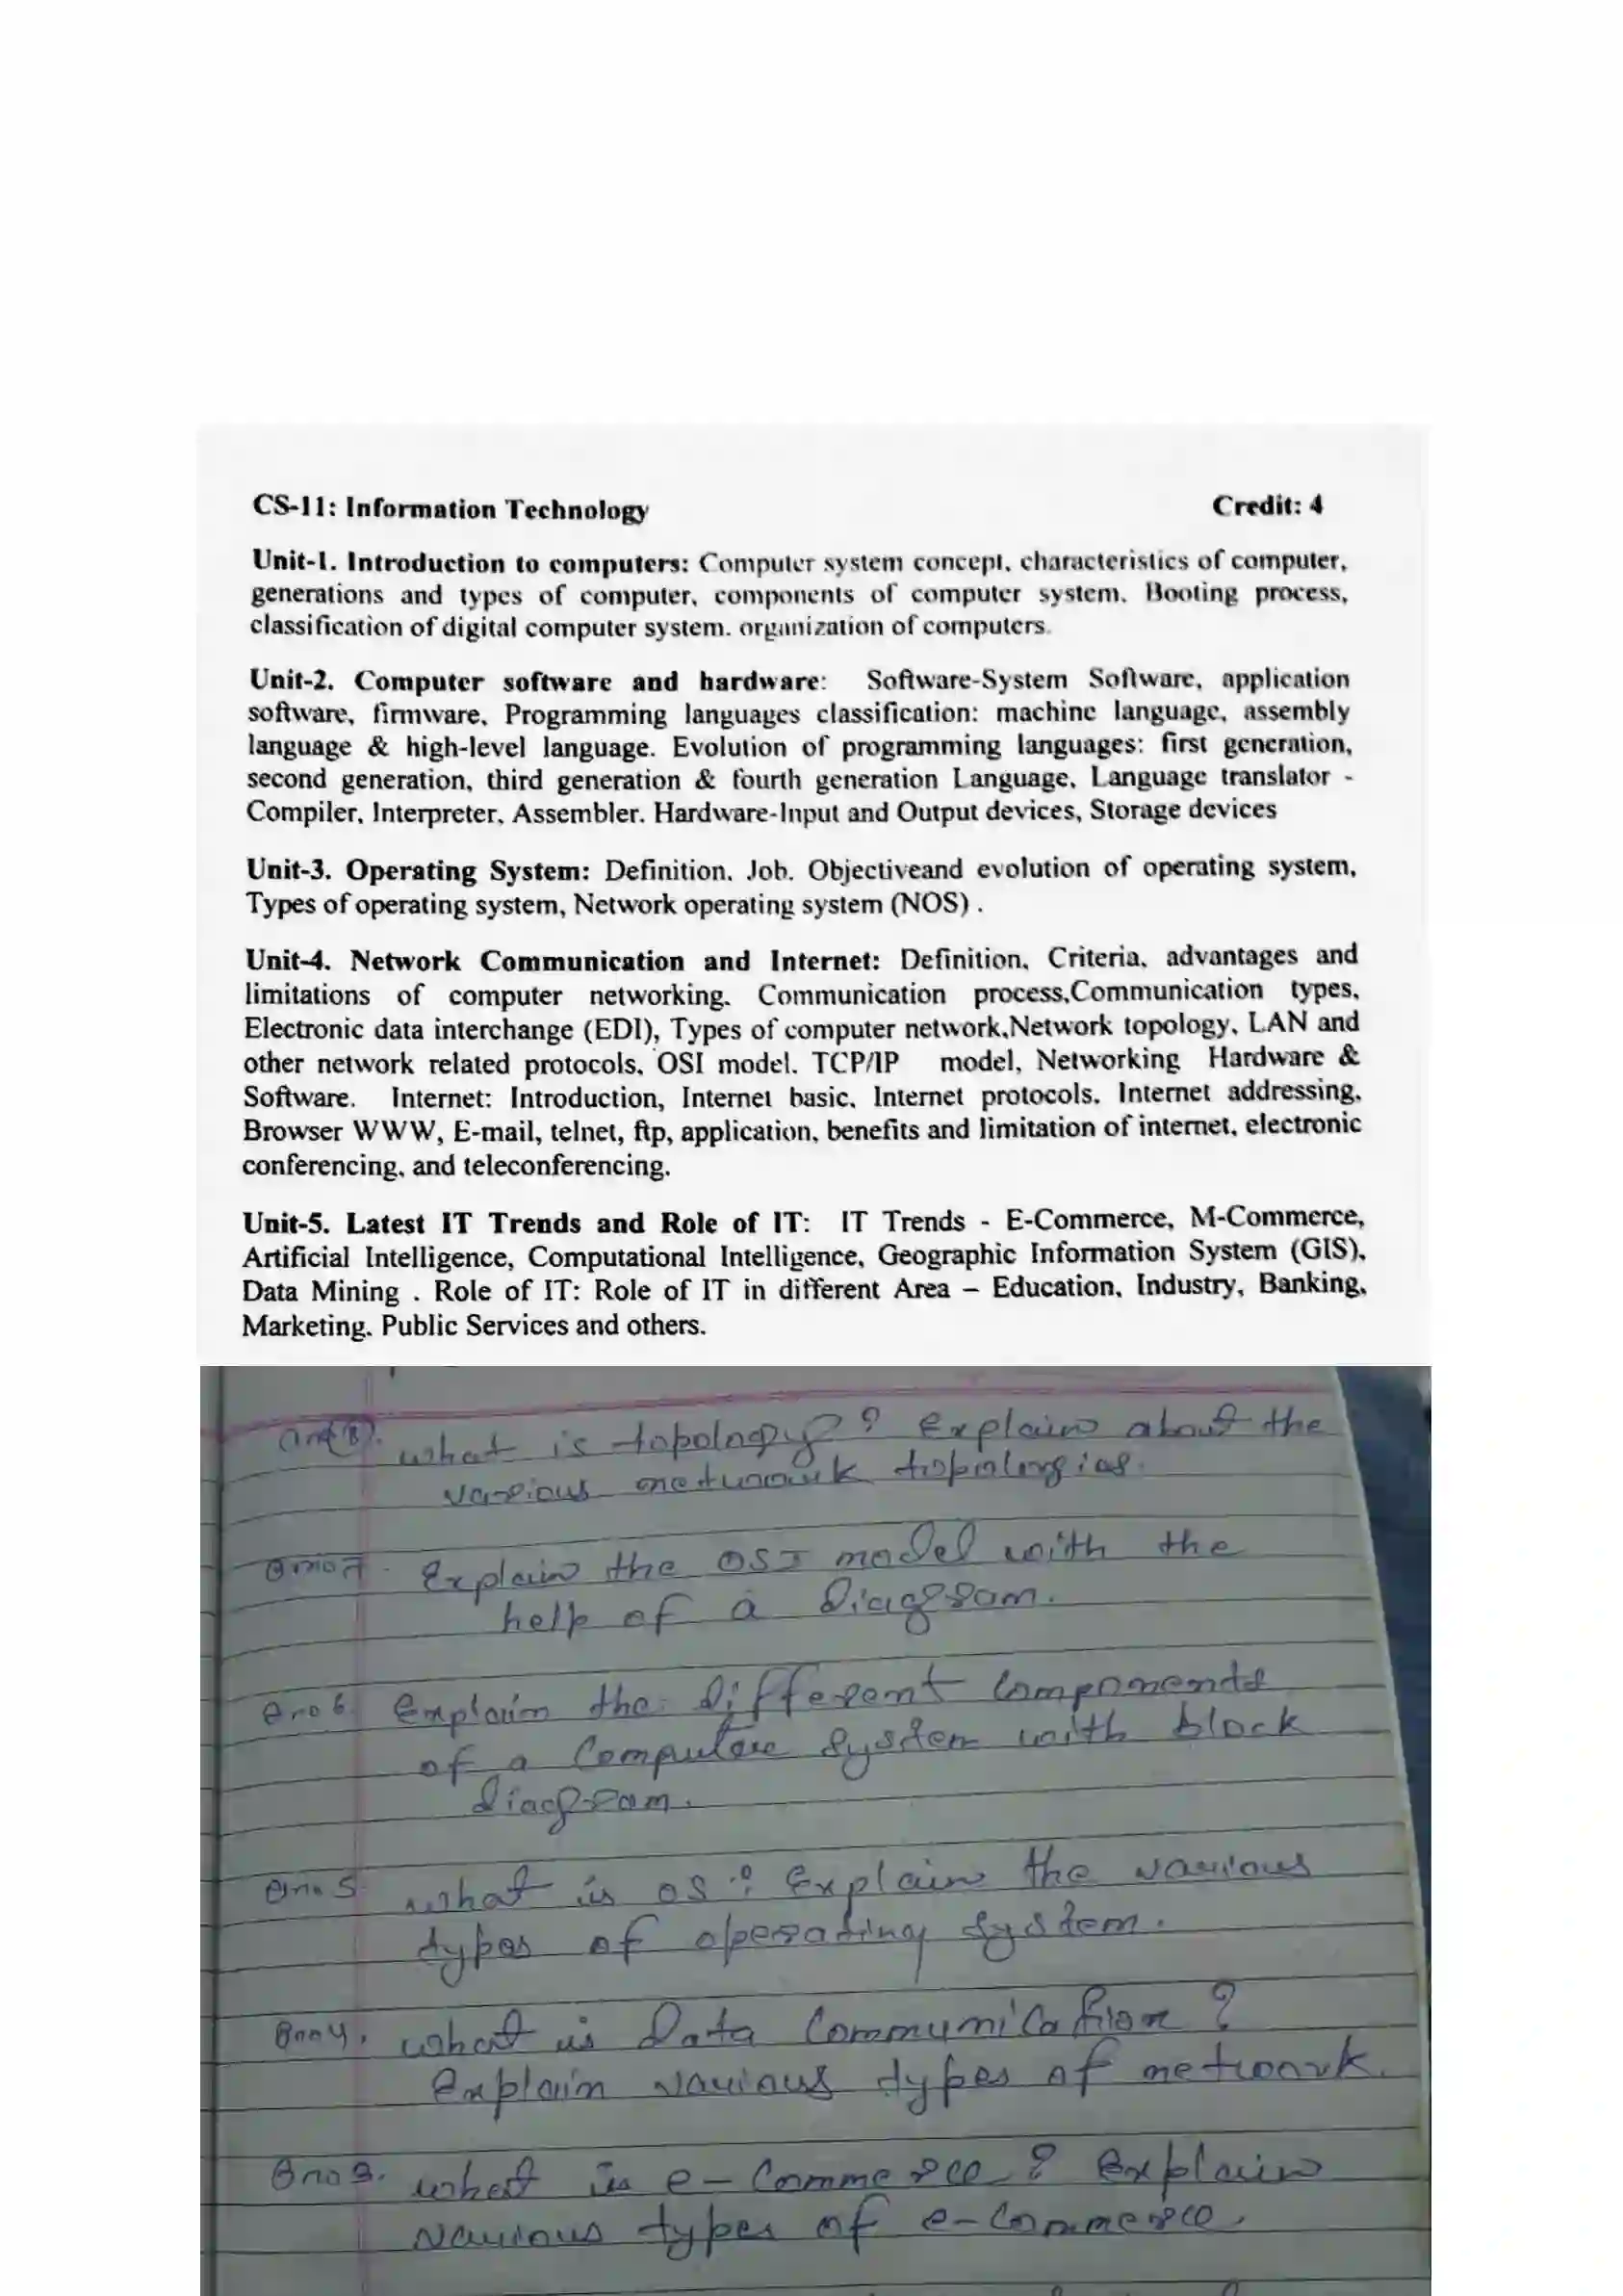 CS-11: Information Technology Credit: 4
Unit-1. Introduction to computers: Computer system concept, characteristics of computer,
generations and types of computer, components of computer system. Booting process,
classification of digital computer system. organization of computers.
Unit-2. Computer software and hardware: Software-System Software, application
software, firmware, Programming languages classification: machine language, assembly
language & high-level language. Evolution of programming languages: first generation,
second generation, third generation & fourth generation Language, Language translator -
Compiler, Interpreter, Assembler. Hardware-Input and Output devices, Storage devices
Unit-3. Operating System: Definition. Job. Objectiveand evolution of operating system,
Types of operating system, Network operating system (NOS) .
Unit-4. Network Communication and Internet: Definition, Criteria, advantages and
limitations of computer networking. Communication process,Communication types,
Electronic data interchange (EDI), Types of computer network,Network topology, LAN and
other network related protocols, OSI model. TCP/IP model, Networking Hardware &
Software. Internet: Introduction, Internet basic, Internet protocols. Internet addressing,
Browser WWW, E-mail, telnet, ftp, application, benefits and limitation of internet, electronic
conferencing, and teleconferencing.
Unit-5. Latest IT Trends and Role of IT: IT Trends - E-Commerce, M-Commerce,
Artificial Intelligence, Computational Intelligence, Geographic Information System (GIS),
Data Mining . Role of IT: Role of IT in different Area – Education, Industry, Banking,
Marketing. Public Services and others.
what is topology? Explain about the
various network topologies.
Qno7. Explain the OSI model with the
help of a diagram.
Qno6. Explain the different components
of a Computer System with block
diagram.
Qno5. what is OS? Explain the various
types of operating system.
Qno4. what is Data Communication?
Explain various types of network.
Qno3. what is e-Commerce? Explain
various types of e-Commerce.